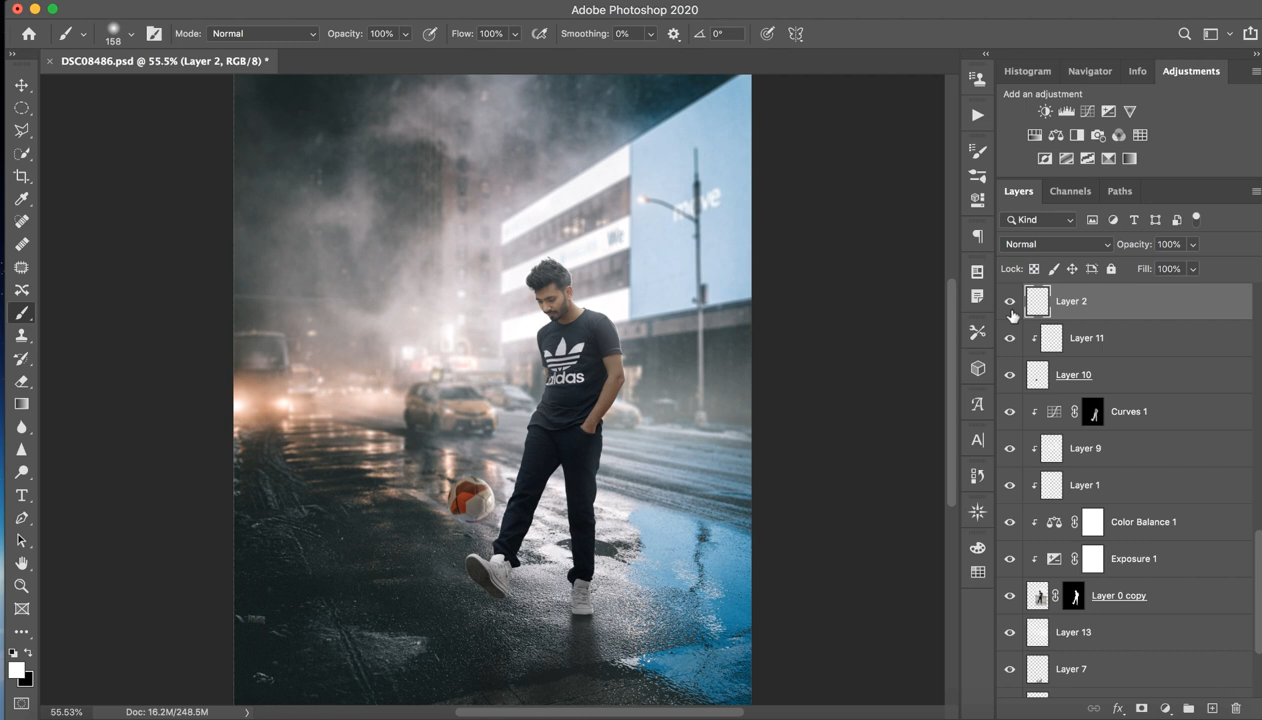 Adobe Photoshop 2020
158
Mode: Normal
Opacity: 100%
Flow: 100%
Smoothing: 0%
0°
DSC08486.psd @ 55.5% (Layer 2, RGB/8) *
Histogram
Navigator
Info
Adjustments
Add an adjustment
Layers
Channels
Paths
Kind
Normal
Opacity: 100%
Lock:
Fill: 100%
Layer 2
Layer 11
Layer 10
Curves 1
Layer 9
Layer 1
Color Balance 1
Exposure 1
Layer 0 copy
Layer 13
Layer 7
move
adidas
55.53%
Doc: 16.2M/248.5M